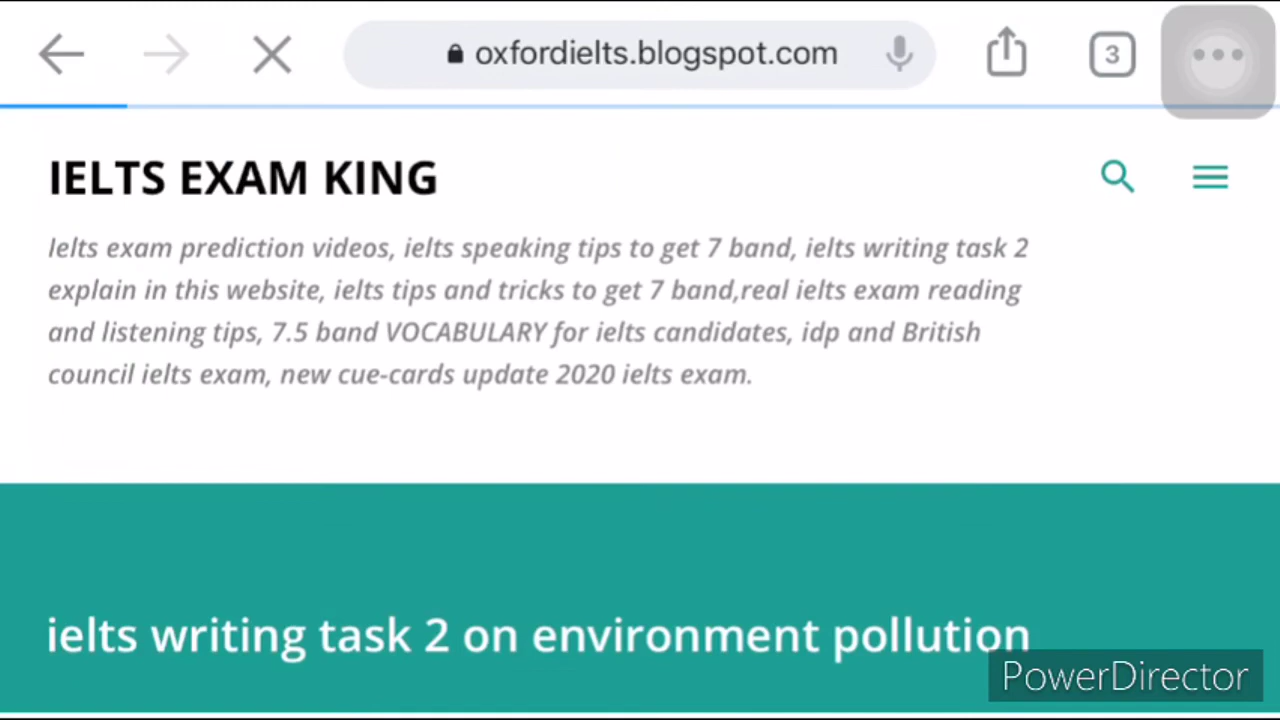 oxfordielts.blogspot.com
3
IELTS EXAM KING
Ielts exam prediction videos, ielts speaking tips to get 7 band, ielts writing task 2
explain in this website, ielts tips and tricks to get 7 band,real ielts exam reading
and listening tips, 7.5 band VOCABULARY for ielts candidates, idp and British
council ielts exam, new cue-cards update 2020 ielts exam.
ielts writing task 2 on environment pollution
PowerDirector